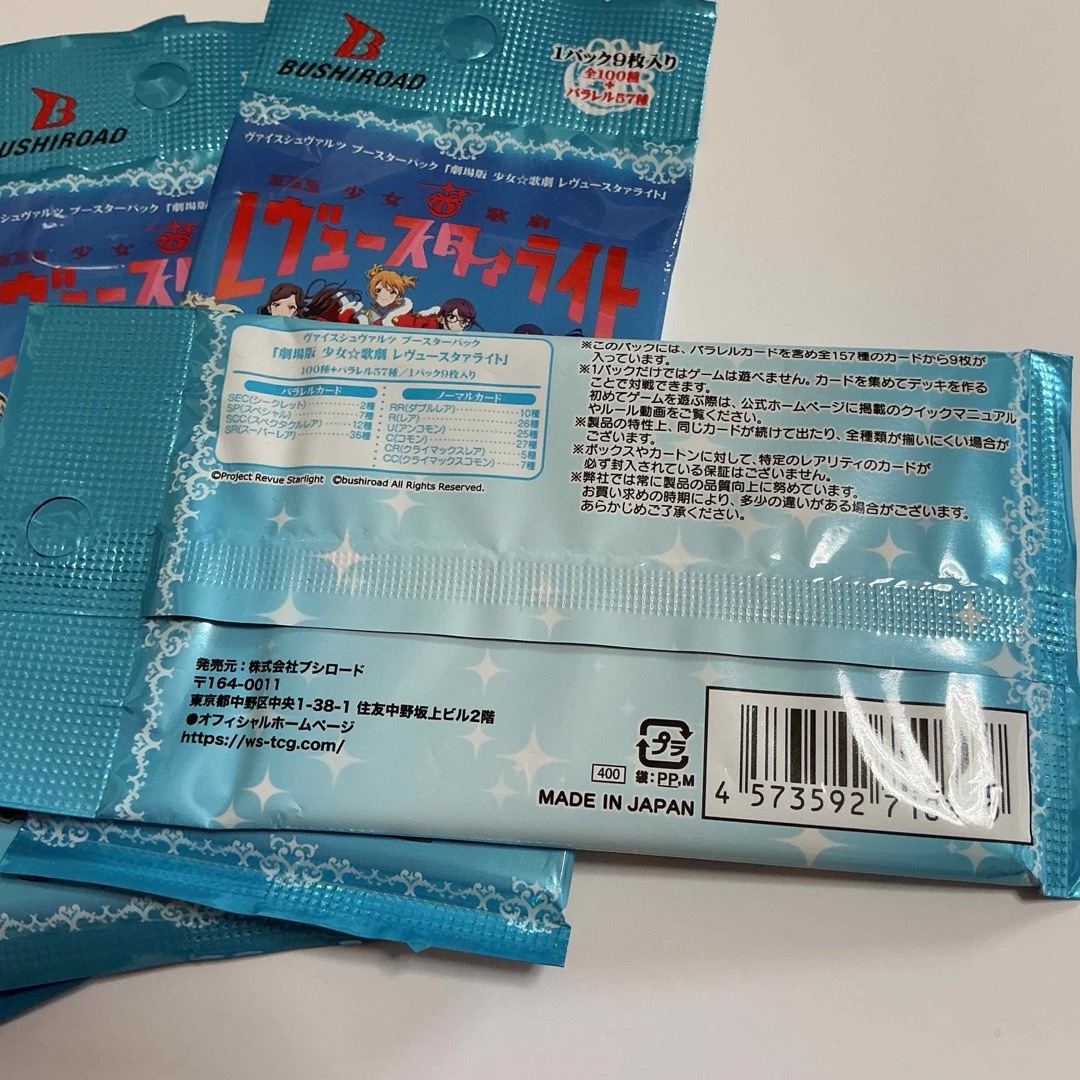 BUSHIROAD
1パック9枚入り
全100種
+
パラレル57種
ヴァイスシュヴァルツ ブースターパック「劇場版 少女☆歌劇 レヴュースタァライト」
少女 歌劇
レヴュースタァライト
BUSHIROAD
ヴァイスシュヴァルツ ブースターパック「劇場版
少女
ヴァイスシュヴァルツ ブースターパック
「劇場版 少女☆歌劇 レヴュースタァライト」
100種+パラレル57種/1パック9枚入り
パラレルカード
SEC(シークレット)‥‥‥2種
SP(スペシャル)‥‥‥7種
SCC(スペクタクルレア)‥‥‥12種
SR(スーパーレア)‥‥‥36種
ノーマルカード
RR(ダブルレア)‥‥‥10種
R(レア)‥‥‥26種
U(アンコモン)‥‥‥25種
C(コモン)‥‥‥27種
CR(クライマックスレア)‥‥‥5種
CC(クライマックスコモン)‥‥‥7種
©Project Revue Starlight ©bushiroad All Rights Reserved.
※このパックには、パラレルカードを含め全157種のカードから9枚が
入っています。
※1パックだけではゲームは遊べません。カードを集めてデッキを作る
ことで対戦できます。
初めてゲームを遊ぶ際は、公式ホームページに掲載のクイックマニュアル
やルール動画をご覧ください。
※製品の特性上、同じカードが続けて出たり、全種類が揃いにくい場合が
ございます。
※ボックスやカートンに対して、特定のレアリティのカードが
必ず封入されている保証はございません。
※弊社では常に製品の品質向上に努めています。
お買い求めの時期により、多少の違いがある場合がございます。
あらかじめご了承ください。
発売元:株式会社ブシロード
〒164-0011
東京都中野区中央1-38-1 住友中野坂上ビル2階
●オフィシャルホームページ
https://ws-tcg.com/
プラ
400
袋:PP,M
MADE IN JAPAN
4 573592